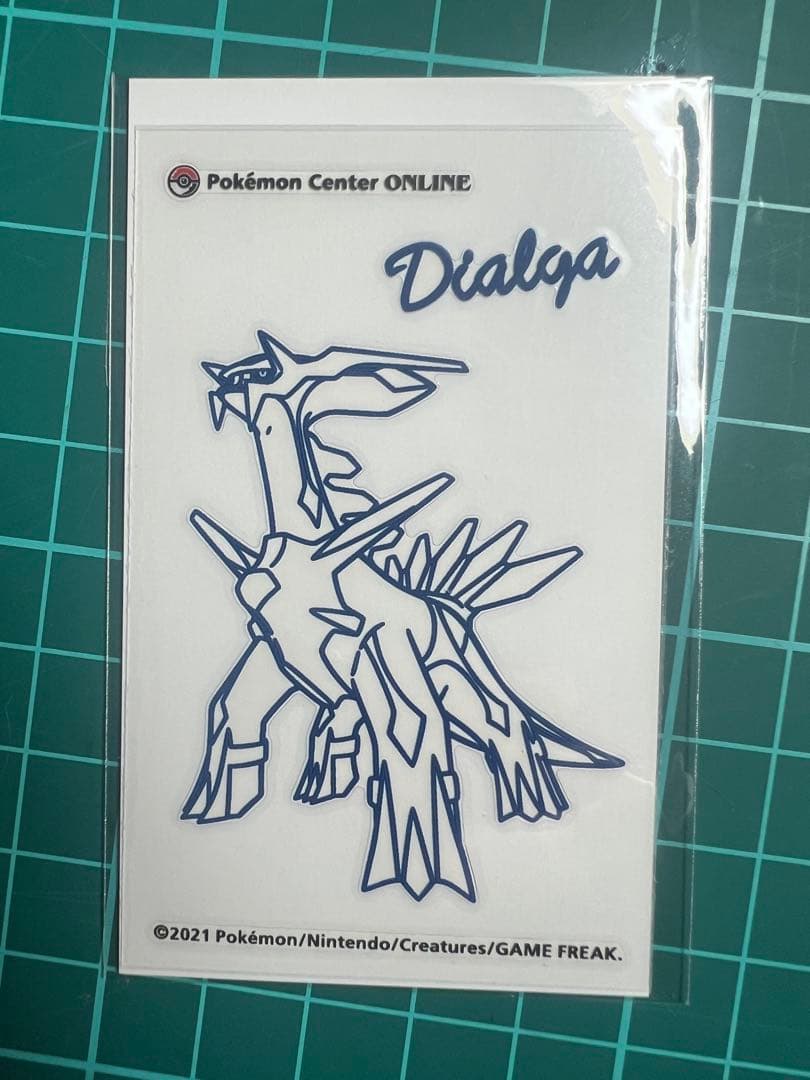 Pokémon Center ONLINE
Dialga
©2021 Pokémon/Nintendo/Creatures/GAME FREAK.